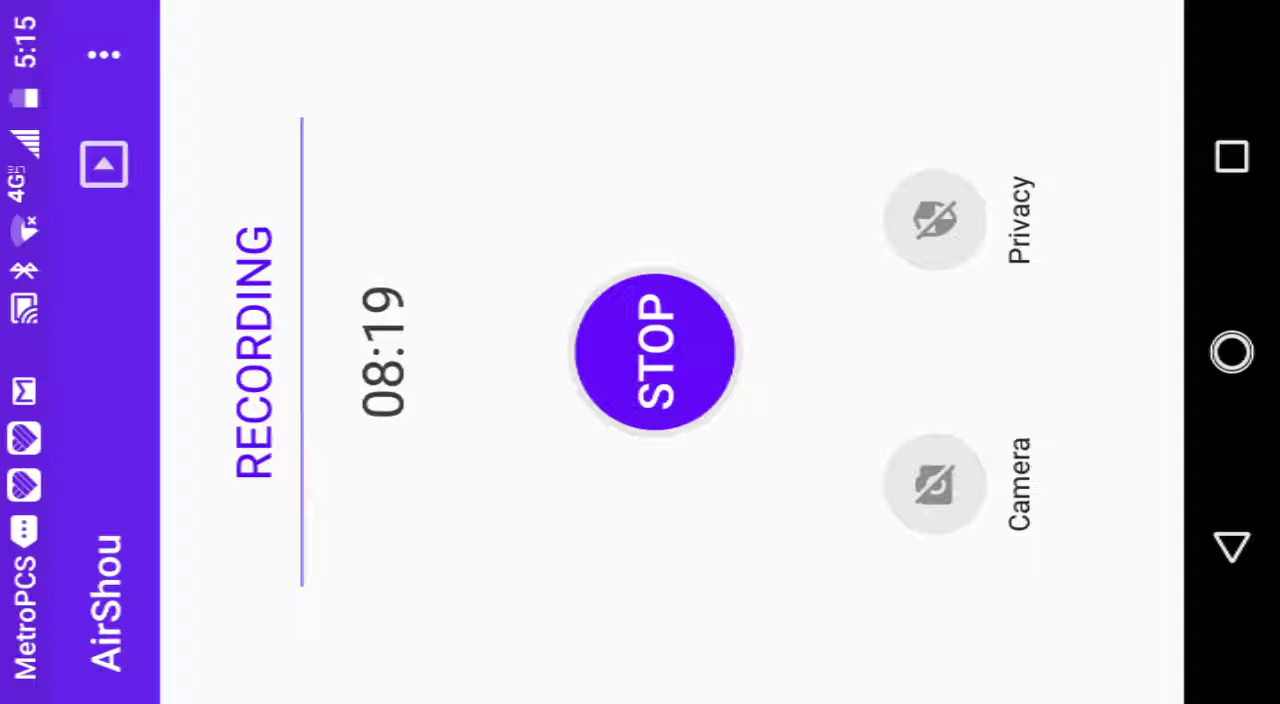 MetroPCS 4G 5:15
AirShou
RECORDING
08:19
STOP
Camera Privacy